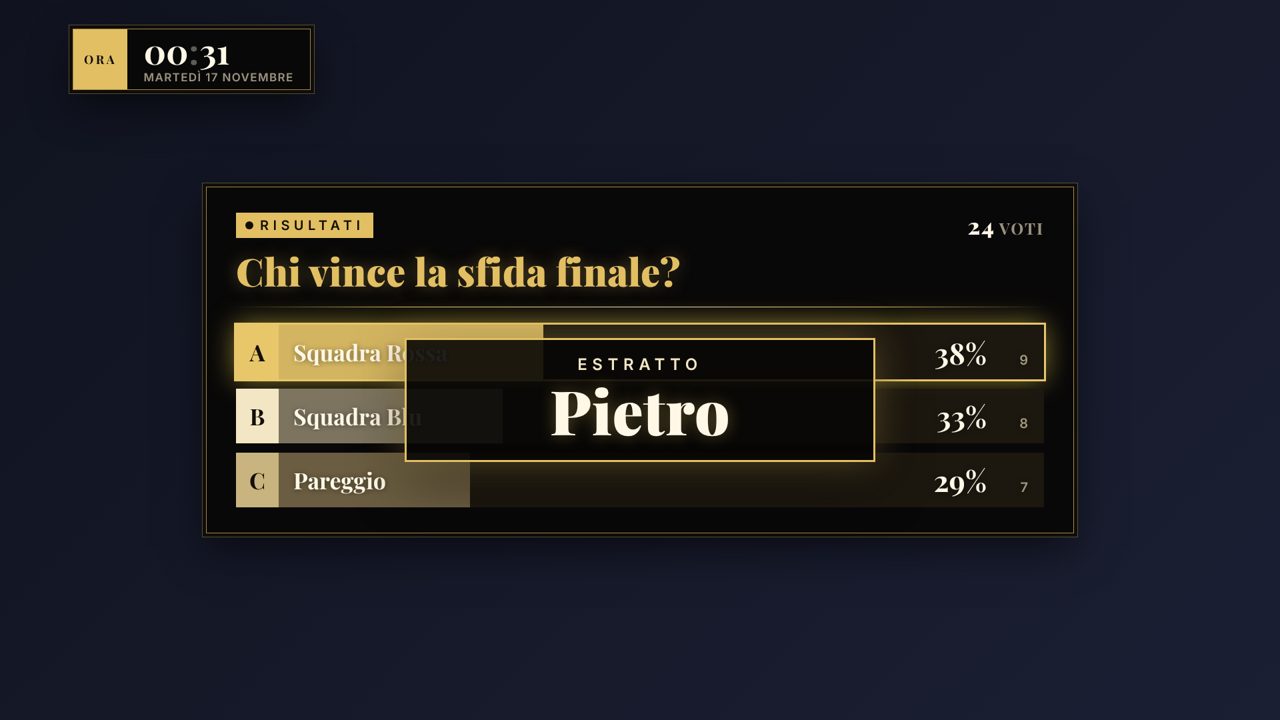 ORA
00:31
MARTEDÌ 17 NOVEMBRE
RISULTATI
24 VOTI
Chi vince la sfida finale?
A Squadra Rossa 38% 9
ESTRATTO
Pietro
B Squadra Blu 33% 8
C Pareggio 29% 7